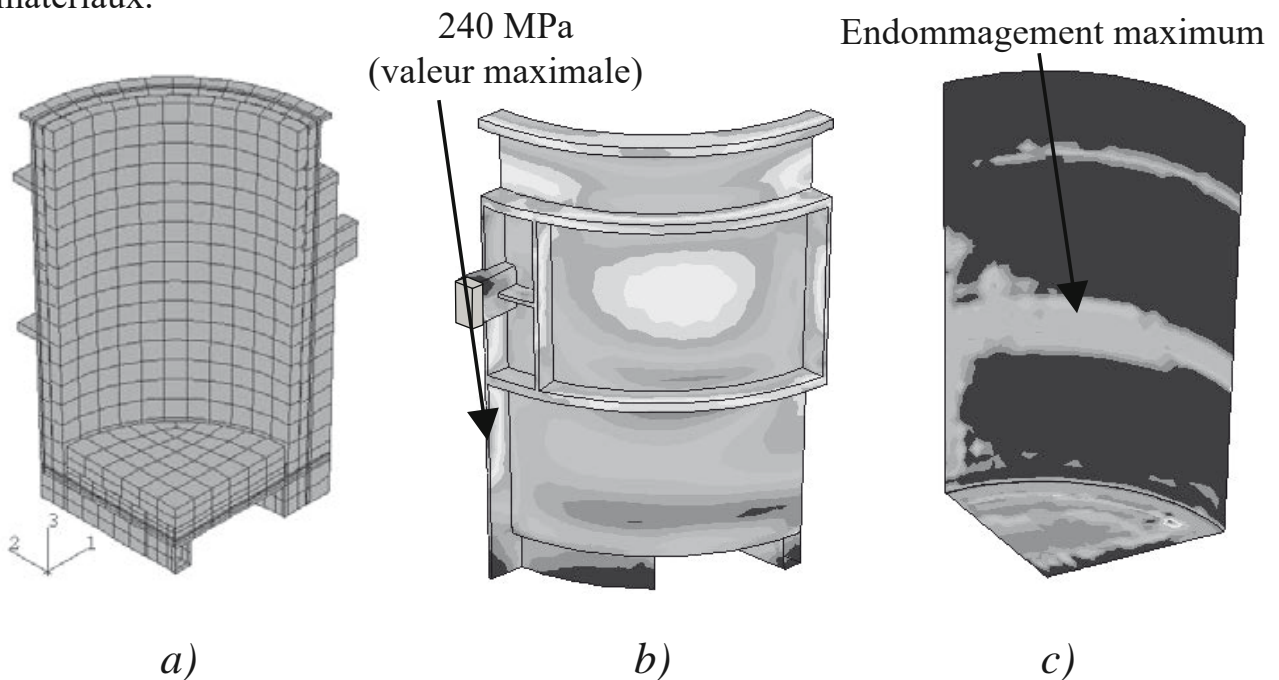 matériaux.
240 MPa
(valeur maximale)
Endommagement maximum
3
2
1
a)
b)
c)